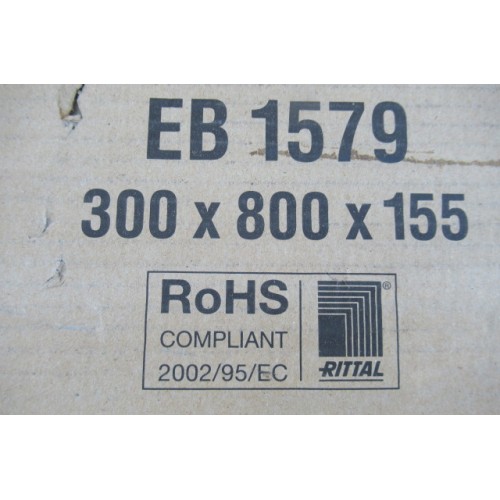 EB 1579
300 x 800 x 155
RoHS
COMPLIANT
2002/95/EC
®
RITTAL